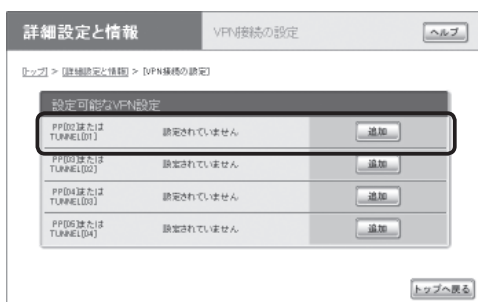 詳細設定と情報
VPN接続の設定
ヘルプ
[トップ] > [詳細設定と情報] > [VPN接続の設定]
設定可能なVPN設定
PP[02]または
TUNNEL[01]
設定されていません
追加
PP[03]または
TUNNEL[02]
設定されていません
追加
PP[04]または
TUNNEL[03]
設定されていません
追加
PP[05]または
TUNNEL[04]
設定されていません
追加
トップへ戻る